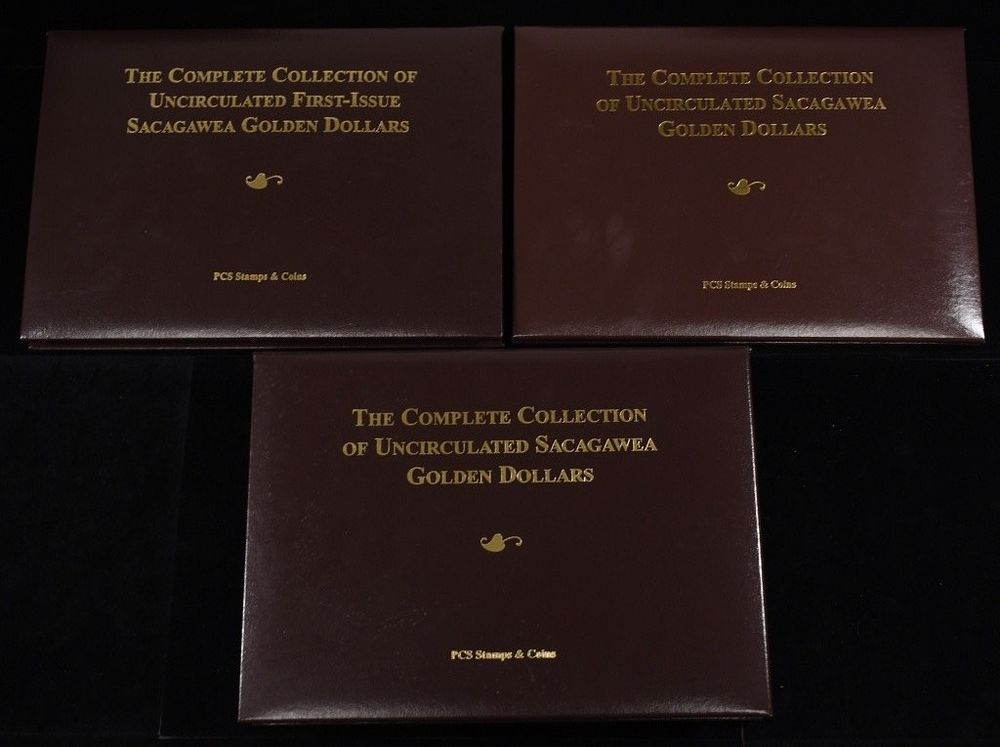 THE COMPLETE COLLECTION OF
UNCIRCULATED FIRST-ISSUE
SACAGAWEA GOLDEN DOLLARS
PCS Stamps & Coins
THE COMPLETE COLLECTION
OF UNCIRCULATED SACAGAWEA
GOLDEN DOLLARS
PCS Stamps & Coins
THE COMPLETE COLLECTION
OF UNCIRCULATED SACAGAWEA
GOLDEN DOLLARS
PCS Stamps & Coins